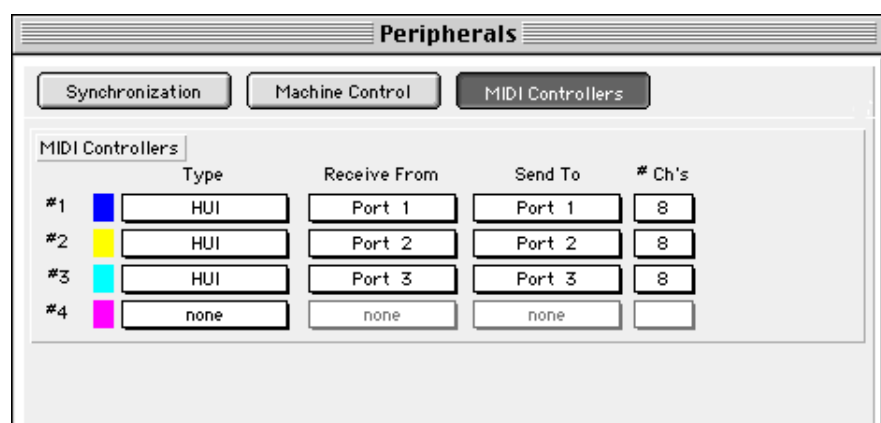 Peripherals
Synchronization Machine Control MIDI Controllers
MIDI Controllers
Type Receive From Send To # Ch's
#1 HUI Port 1 Port 1 8
#2 HUI Port 2 Port 2 8
#3 HUI Port 3 Port 3 8
#4 none none none